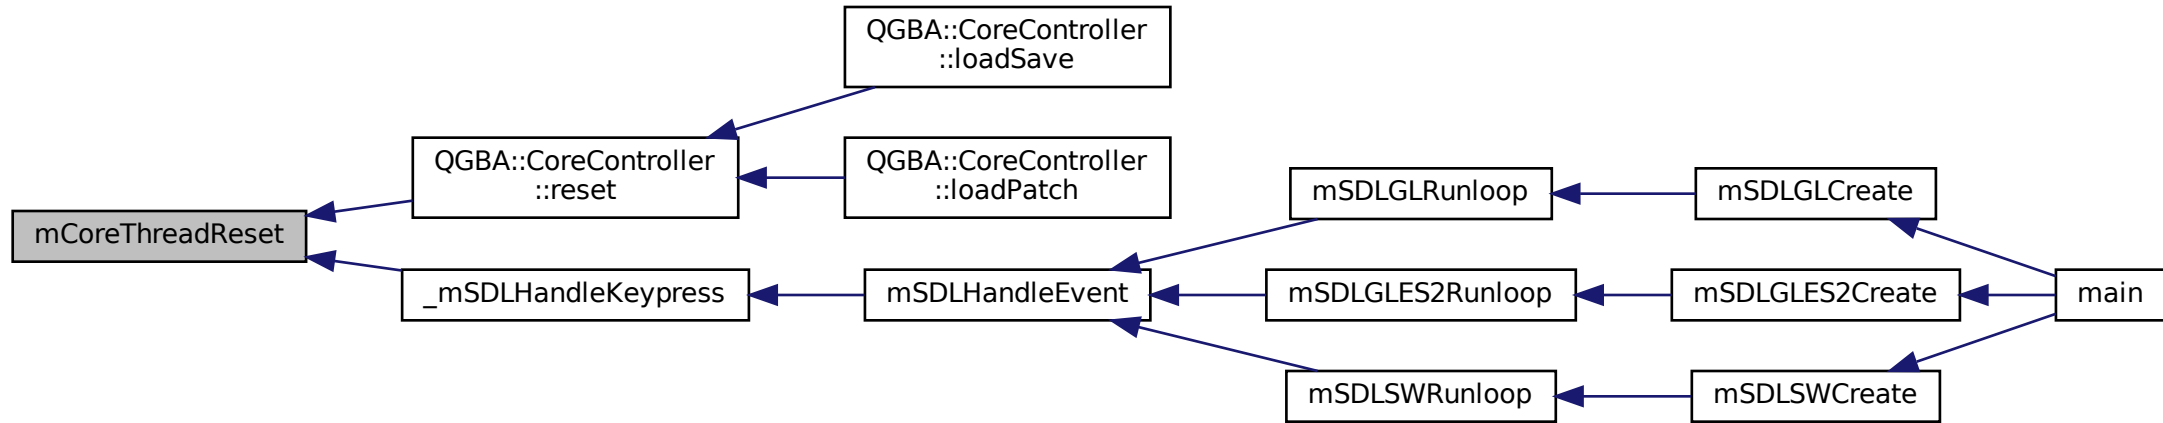 QGBA::CoreController
::loadSave
QGBA::CoreController
::reset
QGBA::CoreController
::loadPatch
mCoreThreadReset
_mSDLHandleKeypress
mSDLHandleEvent
mSDLGLRunloop
mSDLGLCreate
mSDLGLES2Runloop
mSDLGLES2Create
main
mSDLSWRunloop
mSDLSWCreate